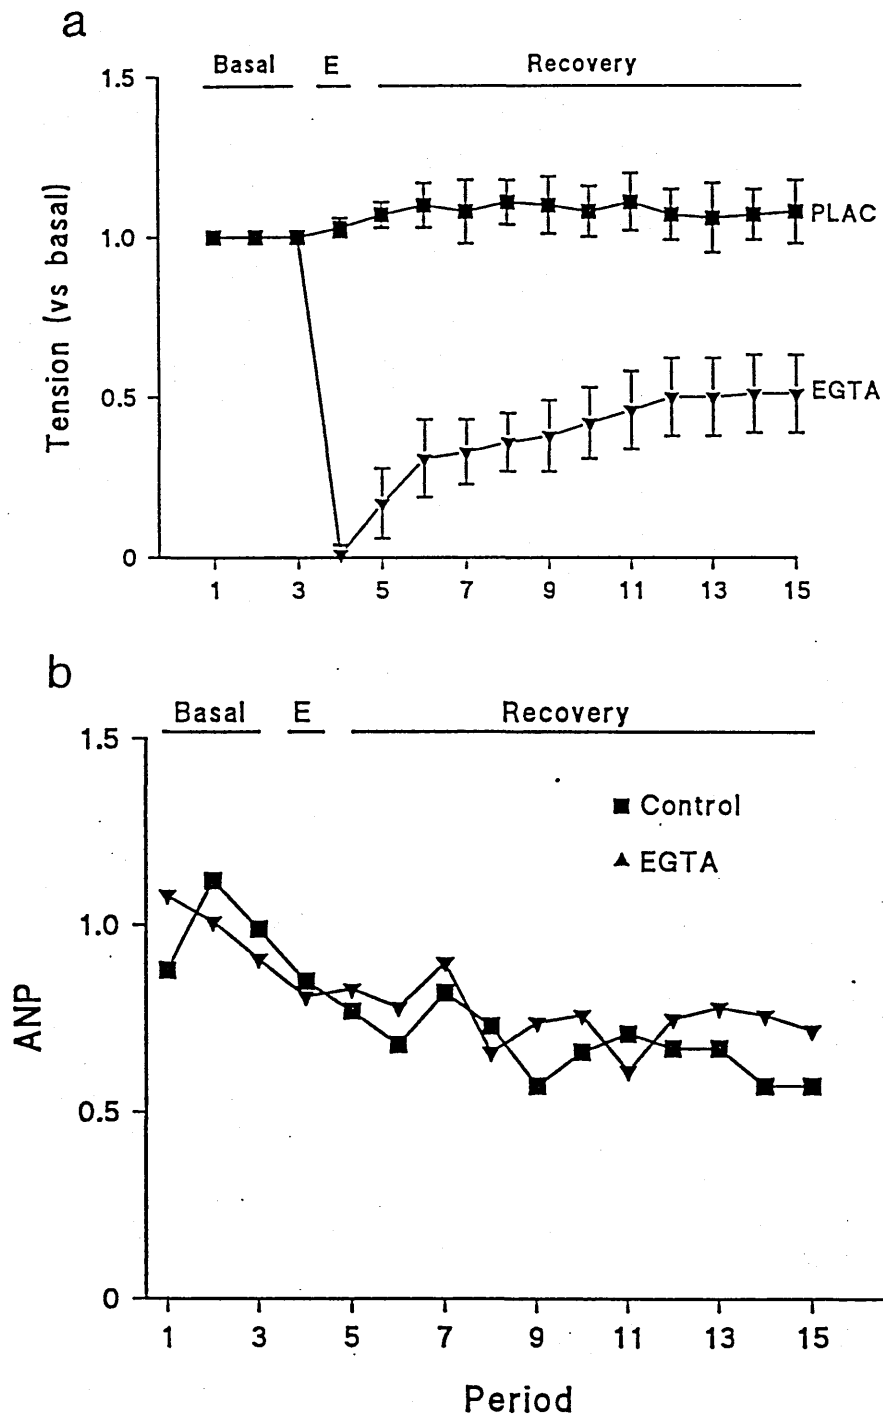 a
Basal E Recovery
1.5
1.0
0.5
0
Tension (vs basal)
PLAC
EGTA
1 3 5 7 9 11 13 15
b
Basal E Recovery
1.5
1.0
0.5
0
ANP
Control
EGTA
1 3 5 7 9 11 13 15
Period